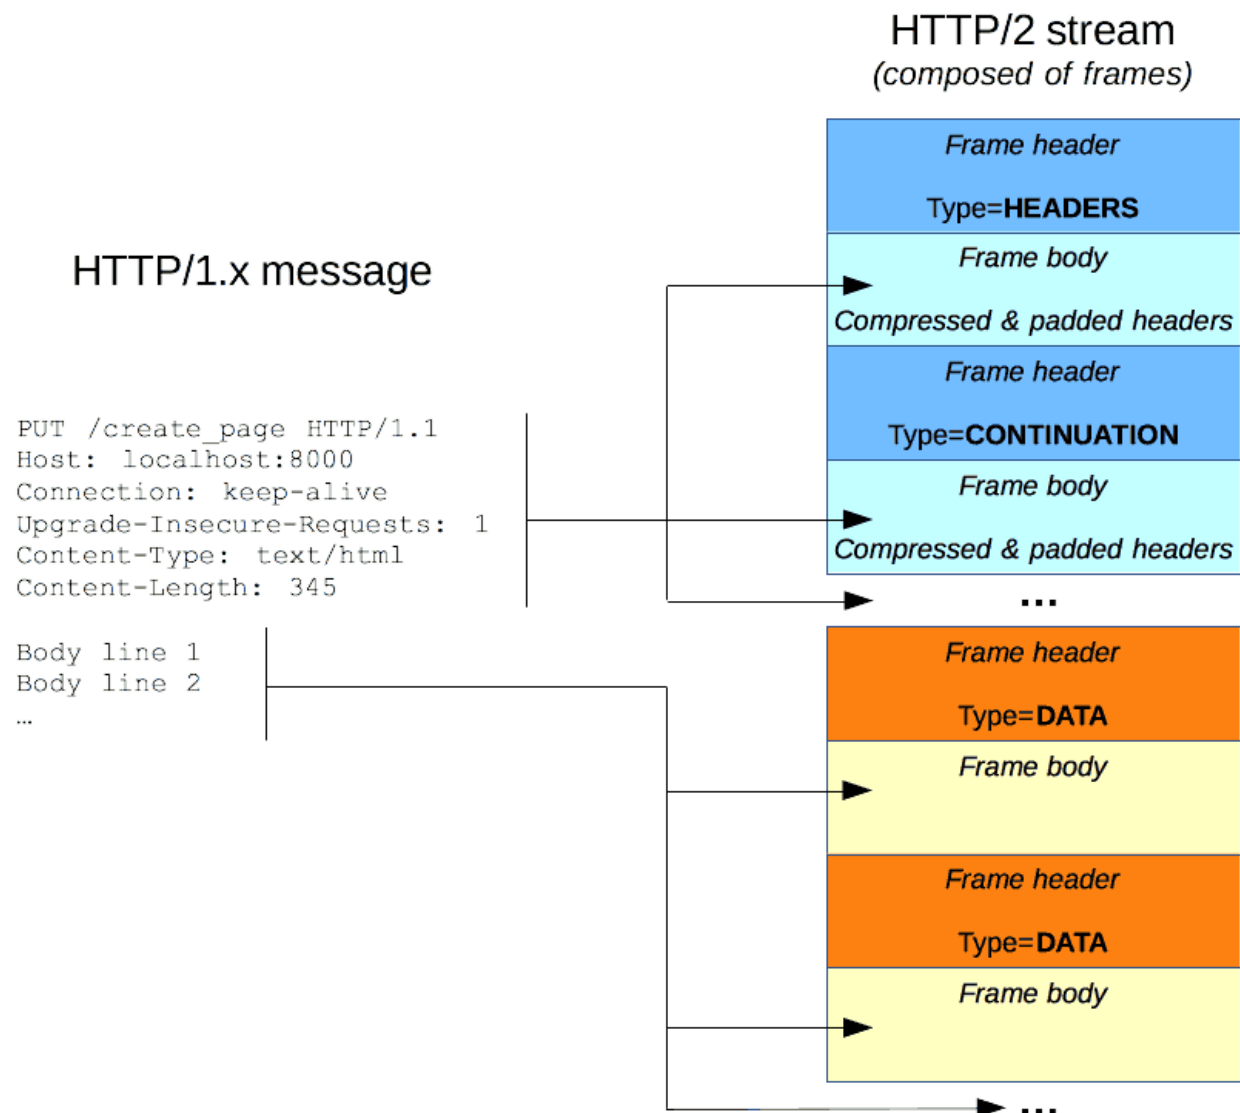 HTTP/2 stream
(composed of frames)
Frame header
Type=HEADERS
Frame body
Compressed & padded headers
Frame header
Type=CONTINUATION
Frame body
Compressed & padded headers
...
Frame header
Type=DATA
Frame body
Frame header
Type=DATA
Frame body
...
HTTP/1.x message
PUT /create_page HTTP/1.1
Host: localhost:8000
Connection: keep-alive
Upgrade-Insecure-Requests: 1
Content-Type: text/html
Content-Length: 345
Body line 1
Body line 2
…